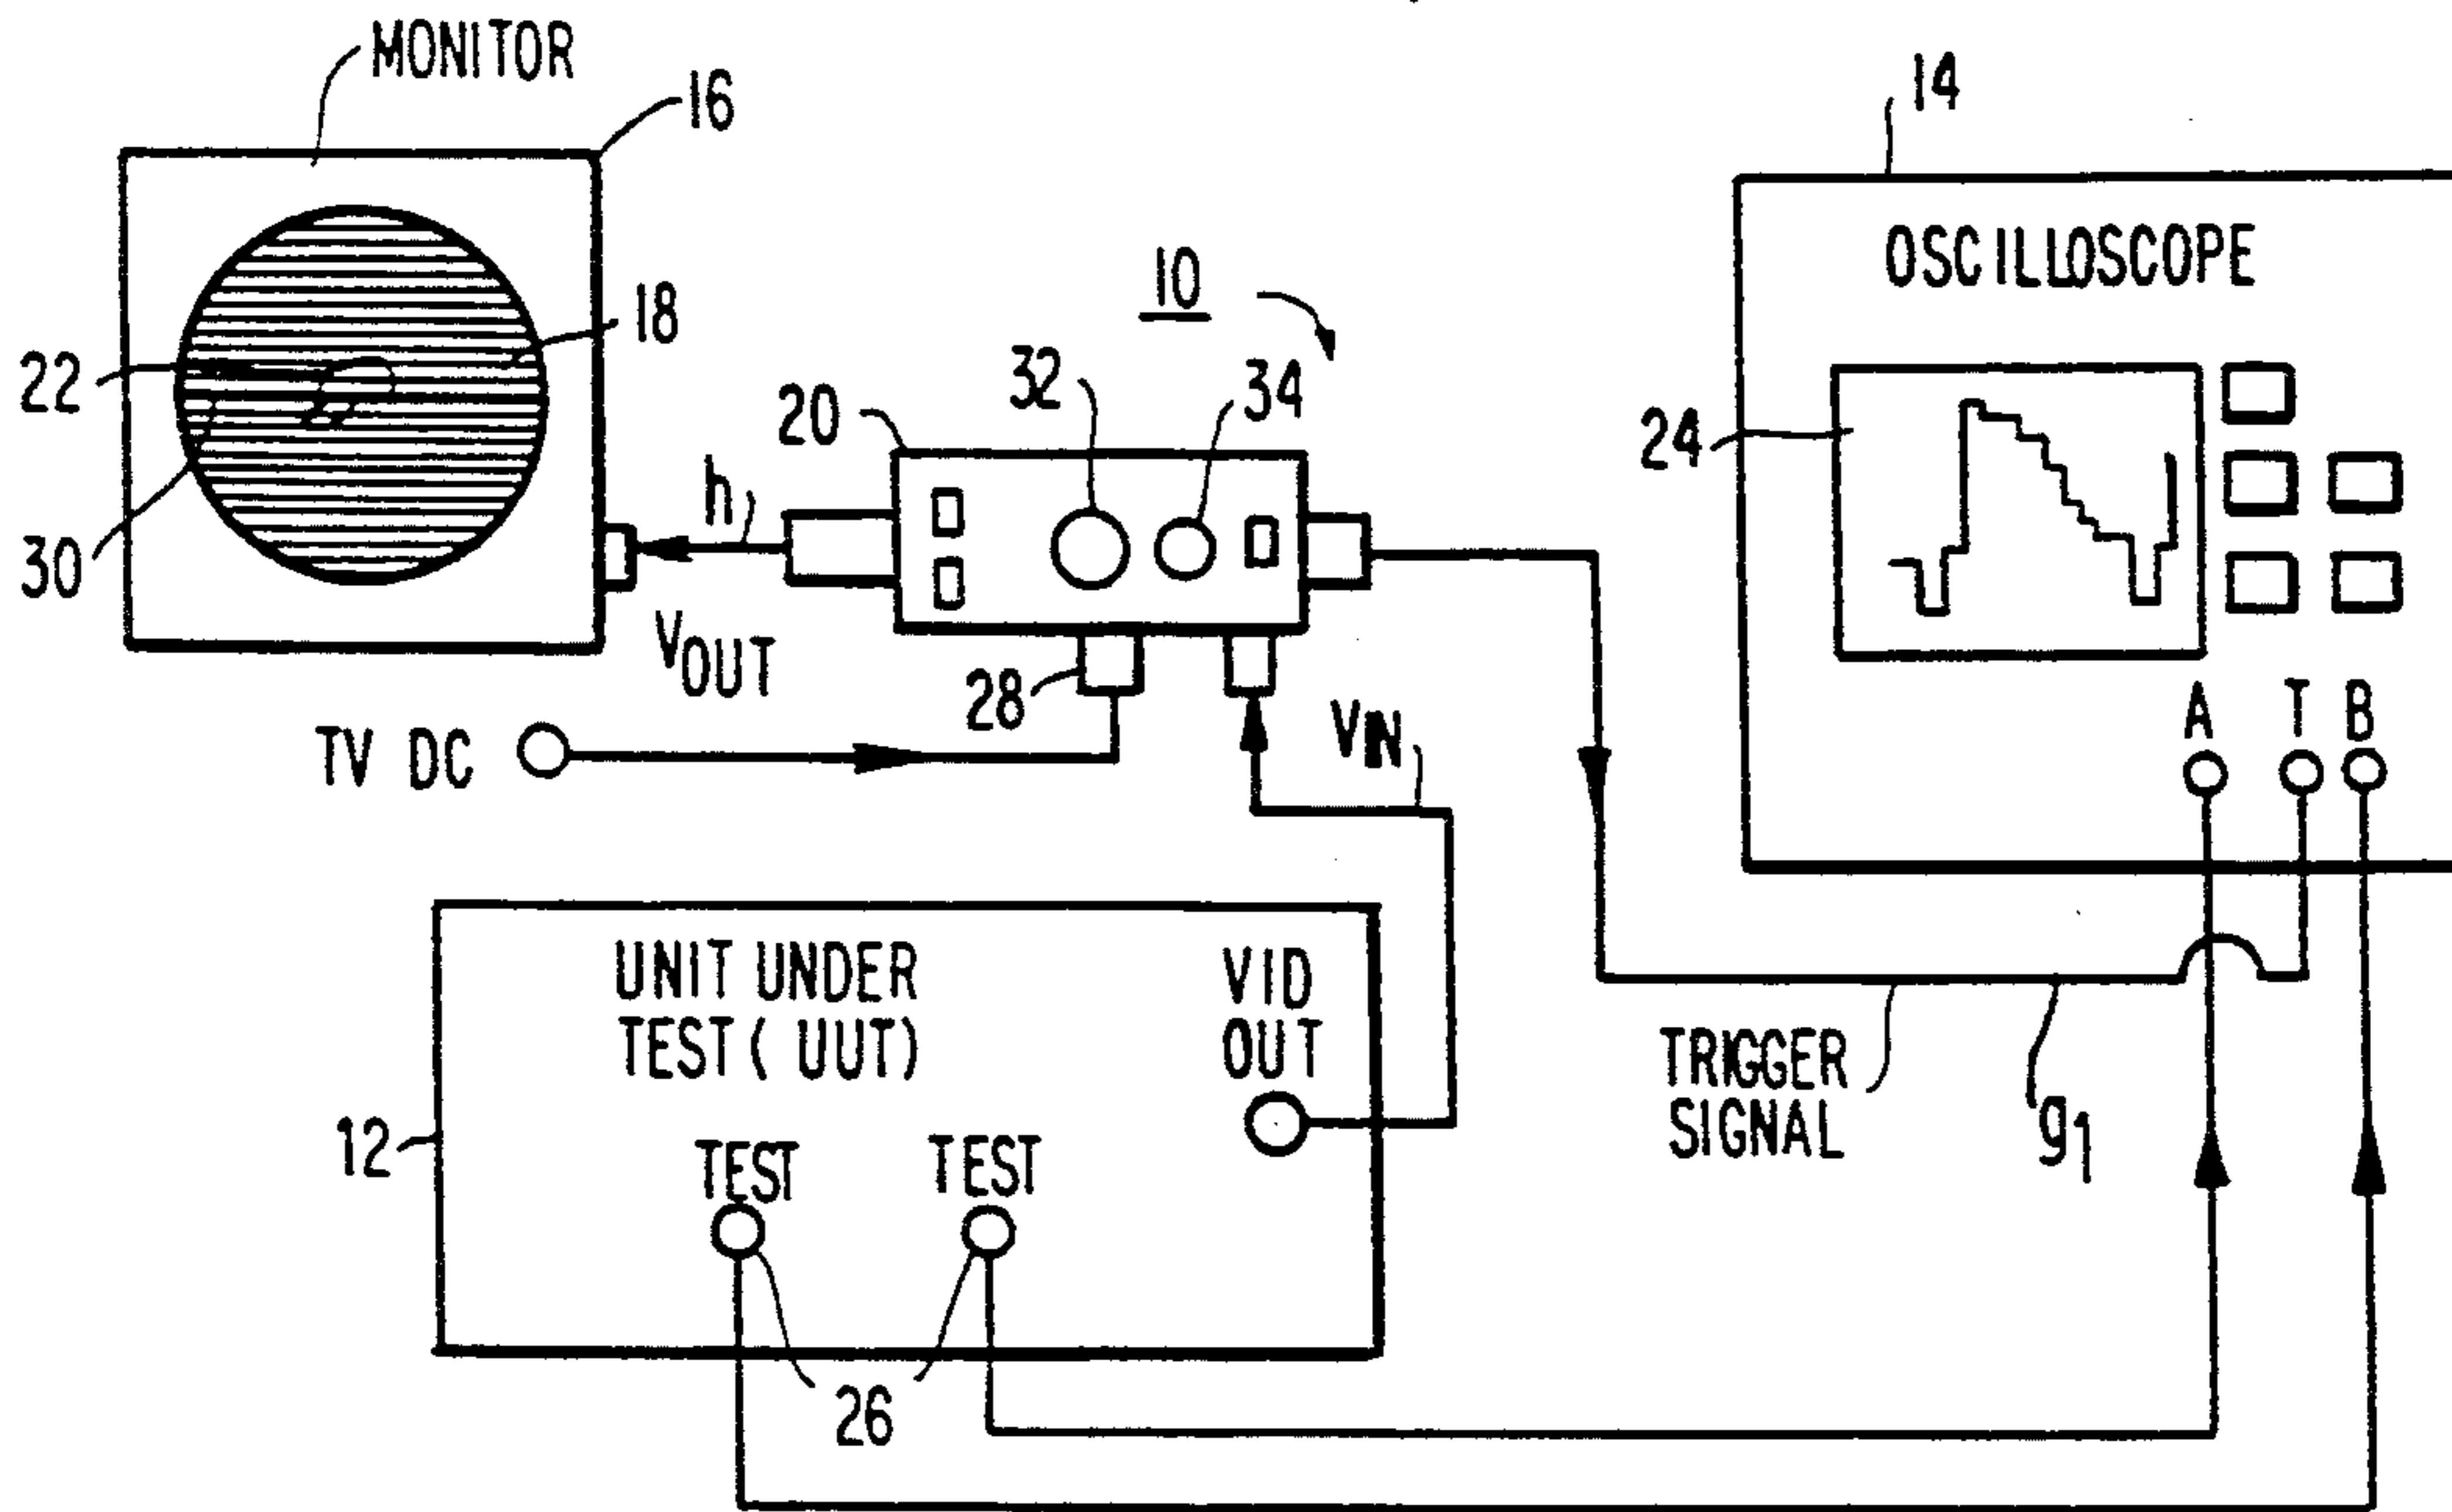 MONITOR
16
14
OSCILLOSCOPE
10
18
22
32
34
20
24
h
30
VOUT
28
A T B
TV DC
VIN
UNIT UNDER
TEST ( UUT)
VID
OUT
TRIGGER
SIGNAL
g1
12
TEST
TEST
26